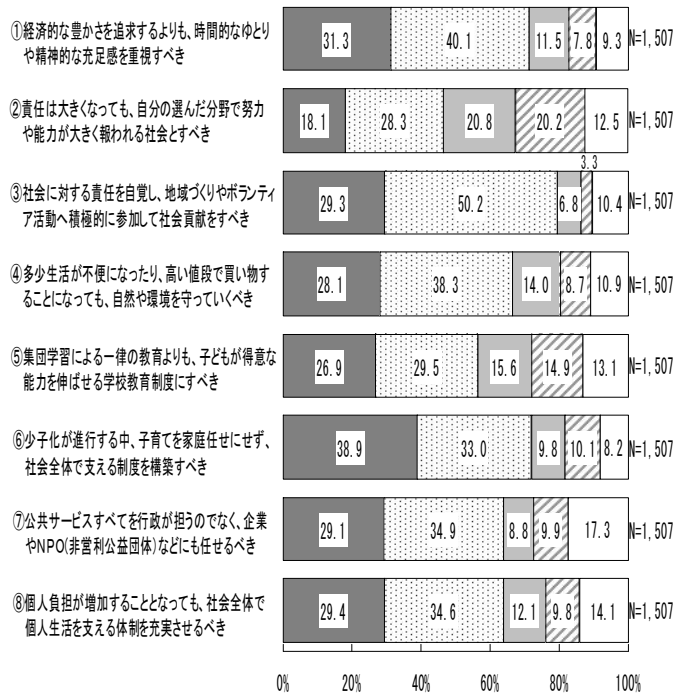 ①経済的な豊かさを追求するよりも、時間的なゆとり
や精神的な充足感を重視すべき
31.3 40.1 11.5 7.8 9.3 N=1,507
②責任は大きくなっても、自分の選んだ分野で努力
や能力が大きく報われる社会とすべき
18.1 28.3 20.8 20.2 12.5 N=1,507
3.3
③社会に対する責任を自覚し、地域づくりやボランティ
ア活動へ積極的に参加して社会貢献をすべき
29.3 50.2 6.8 10.4 N=1,507
④多少生活が不便になったり、高い値段で買い物す
ることになっても、自然や環境を守っていくべき
28.1 38.3 14.0 8.7 10.9 N=1,507
⑤集団学習による一律の教育よりも、子どもが得意な
能力を伸ばせる学校教育制度にすべき
26.9 29.5 15.6 14.9 13.1 N=1,507
⑥少子化が進行する中、子育てを家庭任せにせず、
社会全体で支える制度を構築すべき
38.9 33.0 9.8 10.1 8.2 N=1,507
⑦公共サービスすべてを行政が担うのでなく、企業
やNPO(非営利公益団体)などにも任せるべき
29.1 34.9 8.8 9.9 17.3 N=1,507
⑧個人負担が増加することとなっても、社会全体で
個人生活を支える体制を充実させるべき
29.4 34.6 12.1 9.8 14.1 N=1,507
0% 20% 40% 60% 80% 100%